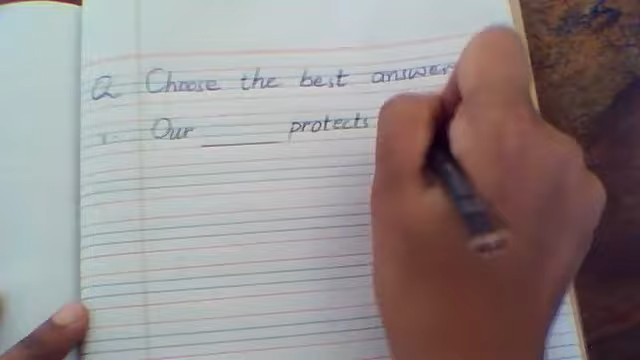 Q Choose the best answer
1. Our ______ protects